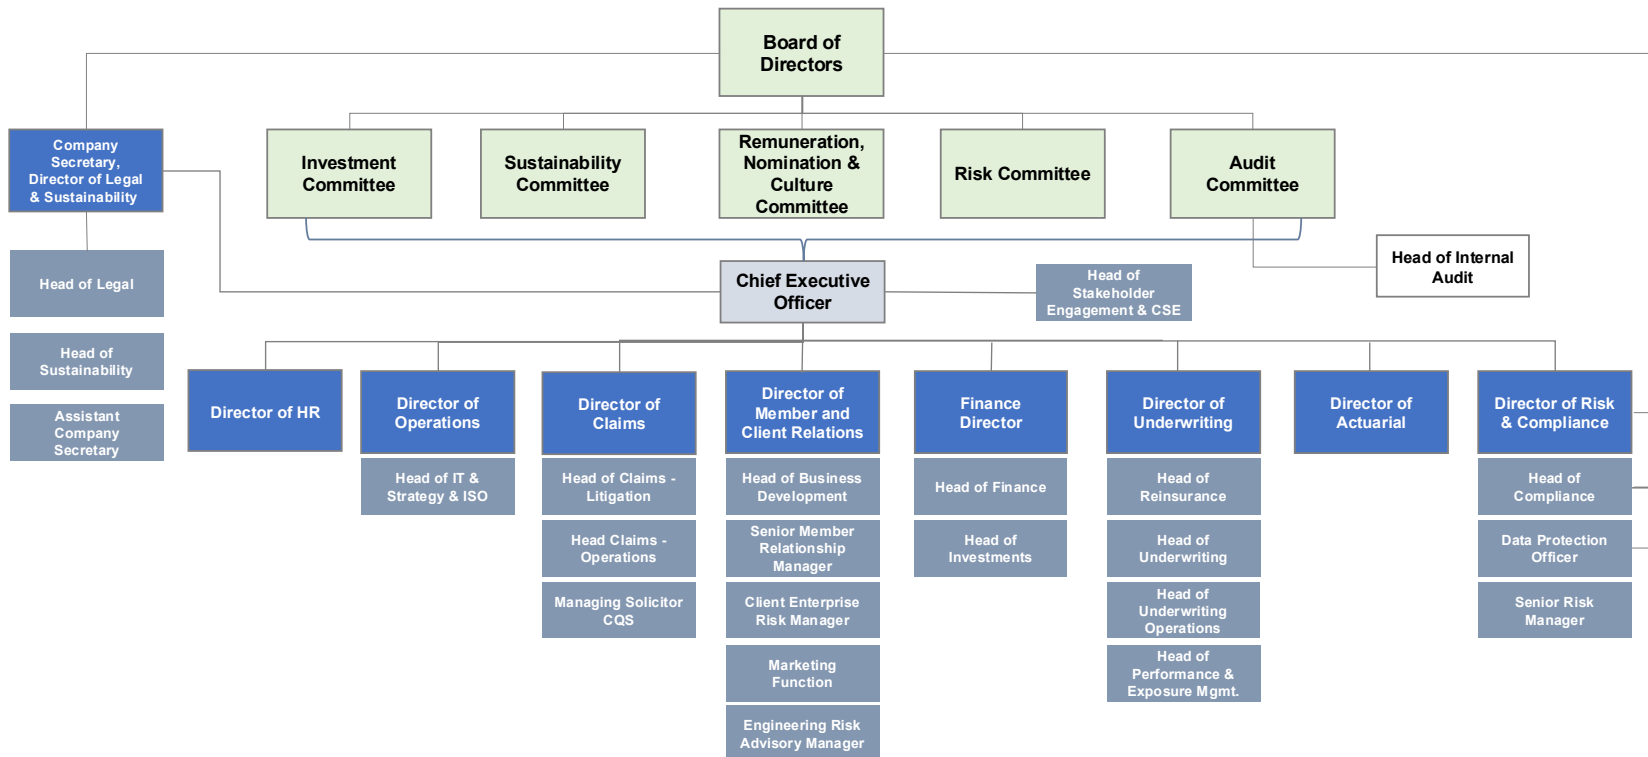 Board of
Directors
Company
Secretary,
Director of Legal
& Sustainability
Investment
Committee
Sustainability
Committee
Remuneration,
Nomination &
Culture
Committee
Risk Committee
Audit
Committee
Head of Internal
Audit
Head of Legal
Chief Executive
Officer
Head of
Stakeholder
Engagement & CSE
Head of
Sustainability
Assistant
Company
Secretary
Director of HR
Director of
Operations
Director of
Claims
Director of
Member and
Client Relations
Finance
Director
Director of
Underwriting
Director of
Actuarial
Director of Risk
& Compliance
Head of IT &
Strategy & ISO
Head of Claims -
Litigation
Head Claims -
Operations
Managing Solicitor
CQS
Head of Business
Development
Senior Member
Relationship
Manager
Client Enterprise
Risk Manager
Marketing
Function
Engineering Risk
Advisory Manager
Head of Finance
Head of
Investments
Head of
Reinsurance
Head of
Underwriting
Head of
Underwriting
Operations
Head of
Performance &
Exposure Mgmt.
Head of
Compliance
Data Protection
Officer
Senior Risk
Manager